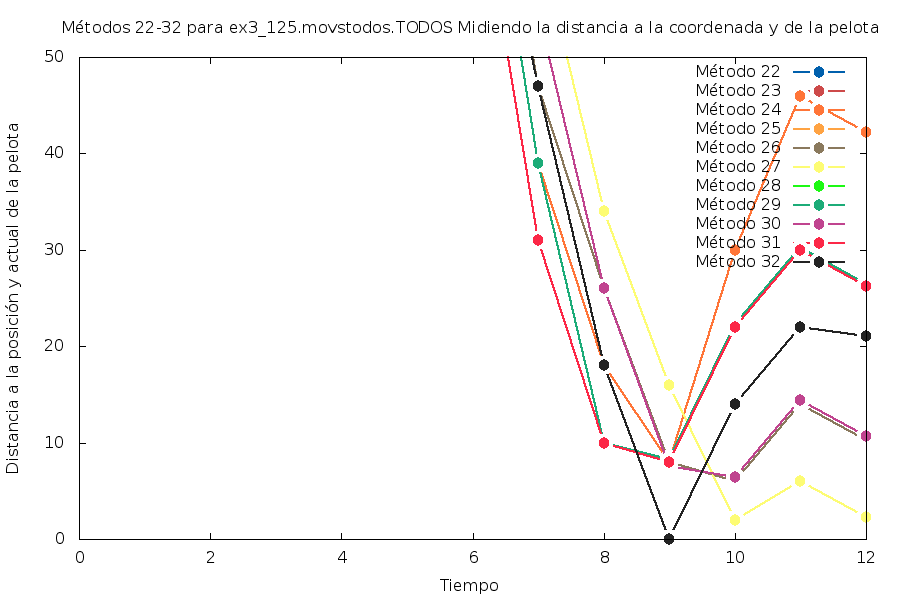 Métodos 22-32 para ex3_125.movstodos.TODOS Midiendo la distancia a la coordenada y de la pelota
Distancia a la posición y actual de la pelota
50
40
30
20
10
0
Método 22
Método 23
Método 24
Método 25
Método 26
Método 27
Método 28
Método 29
Método 30
Método 31
Método 32
0 2 4 6 8 10 12
Tiempo